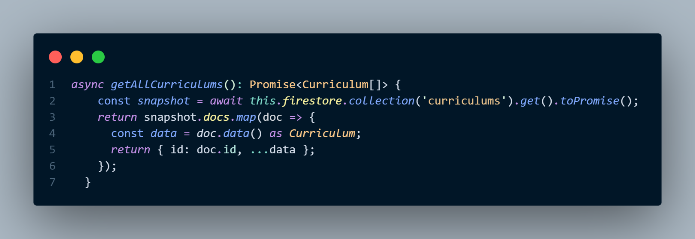 1 async getAllCurriculums(): Promise<Curriculum[]> {
2     const snapshot = await this.firestore.collection('curriculums').get().toPromise();
3     return snapshot.docs.map(doc => {
4       const data = doc.data() as Curriculum;
5       return { id: doc.id, ...data };
6     });
7   }